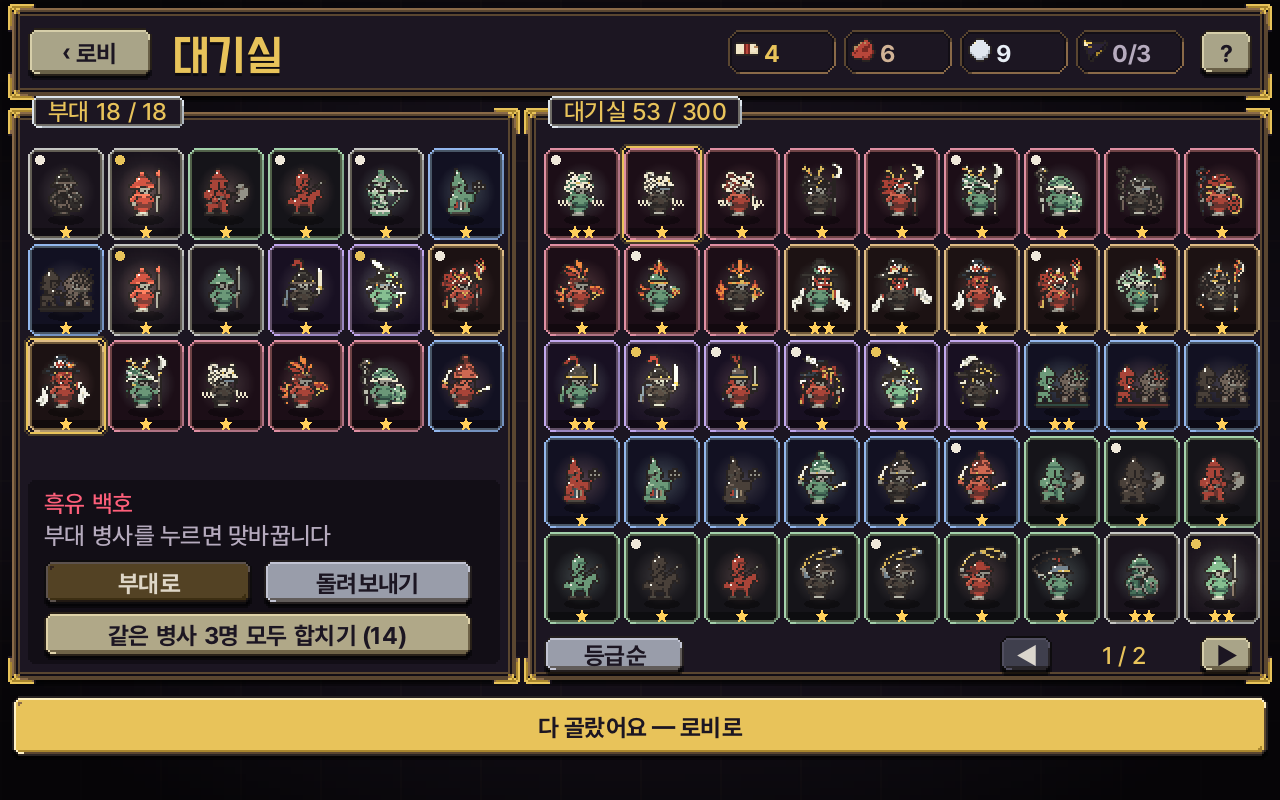 ‹ 로비
대기실
4
6
9
0/3
?
부대 18 / 18
대기실 53 / 300
흑유 백호
부대 병사를 누르면 맞바꿉니다
부대로
돌려보내기
같은 병사 3명 모두 합치기 (14)
등급순
◀
1 / 2
▶
다 골랐어요 — 로비로